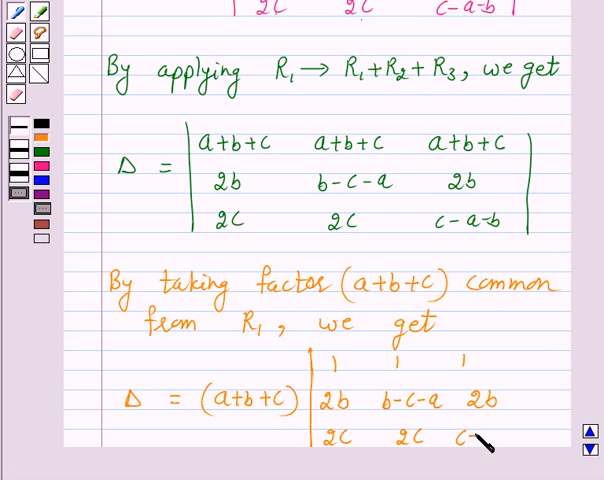 2C 2C C-a-b
By applying R₁ → R₁+R₂+R₃, we get
Δ = | a+b+c a+b+c a+b+c |
| 2b b-c-a 2b |
| 2C 2C C-a-b |
By taking factor (a+b+c) common
from R₁, we get
Δ = (a+b+c) | 1 1 1
| 2b b-c-a 2b
| 2C 2C C-